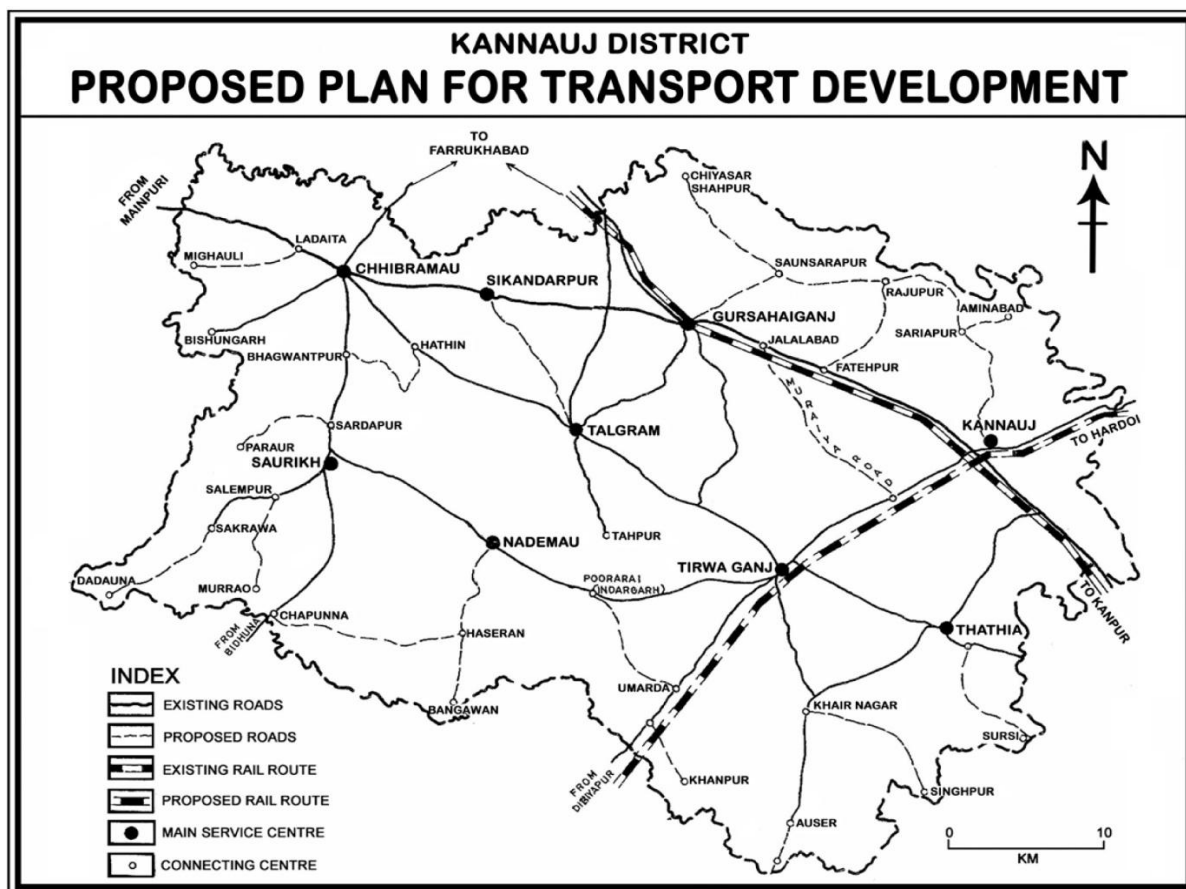 KANNAUJ DISTRICT
PROPOSED PLAN FOR TRANSPORT DEVELOPMENT
TO
FARRUKHABAD
N
FROM
MAINPURI
CHIYASAR
SHAHPUR
LADAITA
MIGHAULI
CHHIBRAMAU
SIKANDARPUR
SAUNSARAPUR
RAJUPUR
AMINABAD
GURSAHAIGANJ
SARIAPUR
BISHUNGARH
JALALABAD
BHAGWANTPUR
HATHIN
FATEHPUR
MURAIYA ROAD
KANNAUJ
TO HARDOI
SARDAPUR
TALGRAM
PARAUR
SAURIKH
SALEMPUR
SAKRAWA
NADEMAU
TAHPUR
TIRWA GANJ
DADAUNA
MURRAO
POORARAI
(INDARGARH)
TO KANPUR
CHAPUNNA
FROM
BIDHUNA
HASERAN
THATHIA
UMARDA
BANGAWAN
KHAIR NAGAR
SURSI
FROM
DIBIYAPUR
KHANPUR
SINGHPUR
AUSER
INDEX
EXISTING ROADS
PROPOSED ROADS
EXISTING RAIL ROUTE
PROPOSED RAIL ROUTE
MAIN SERVICE CENTRE
CONNECTING CENTRE
0 10
KM